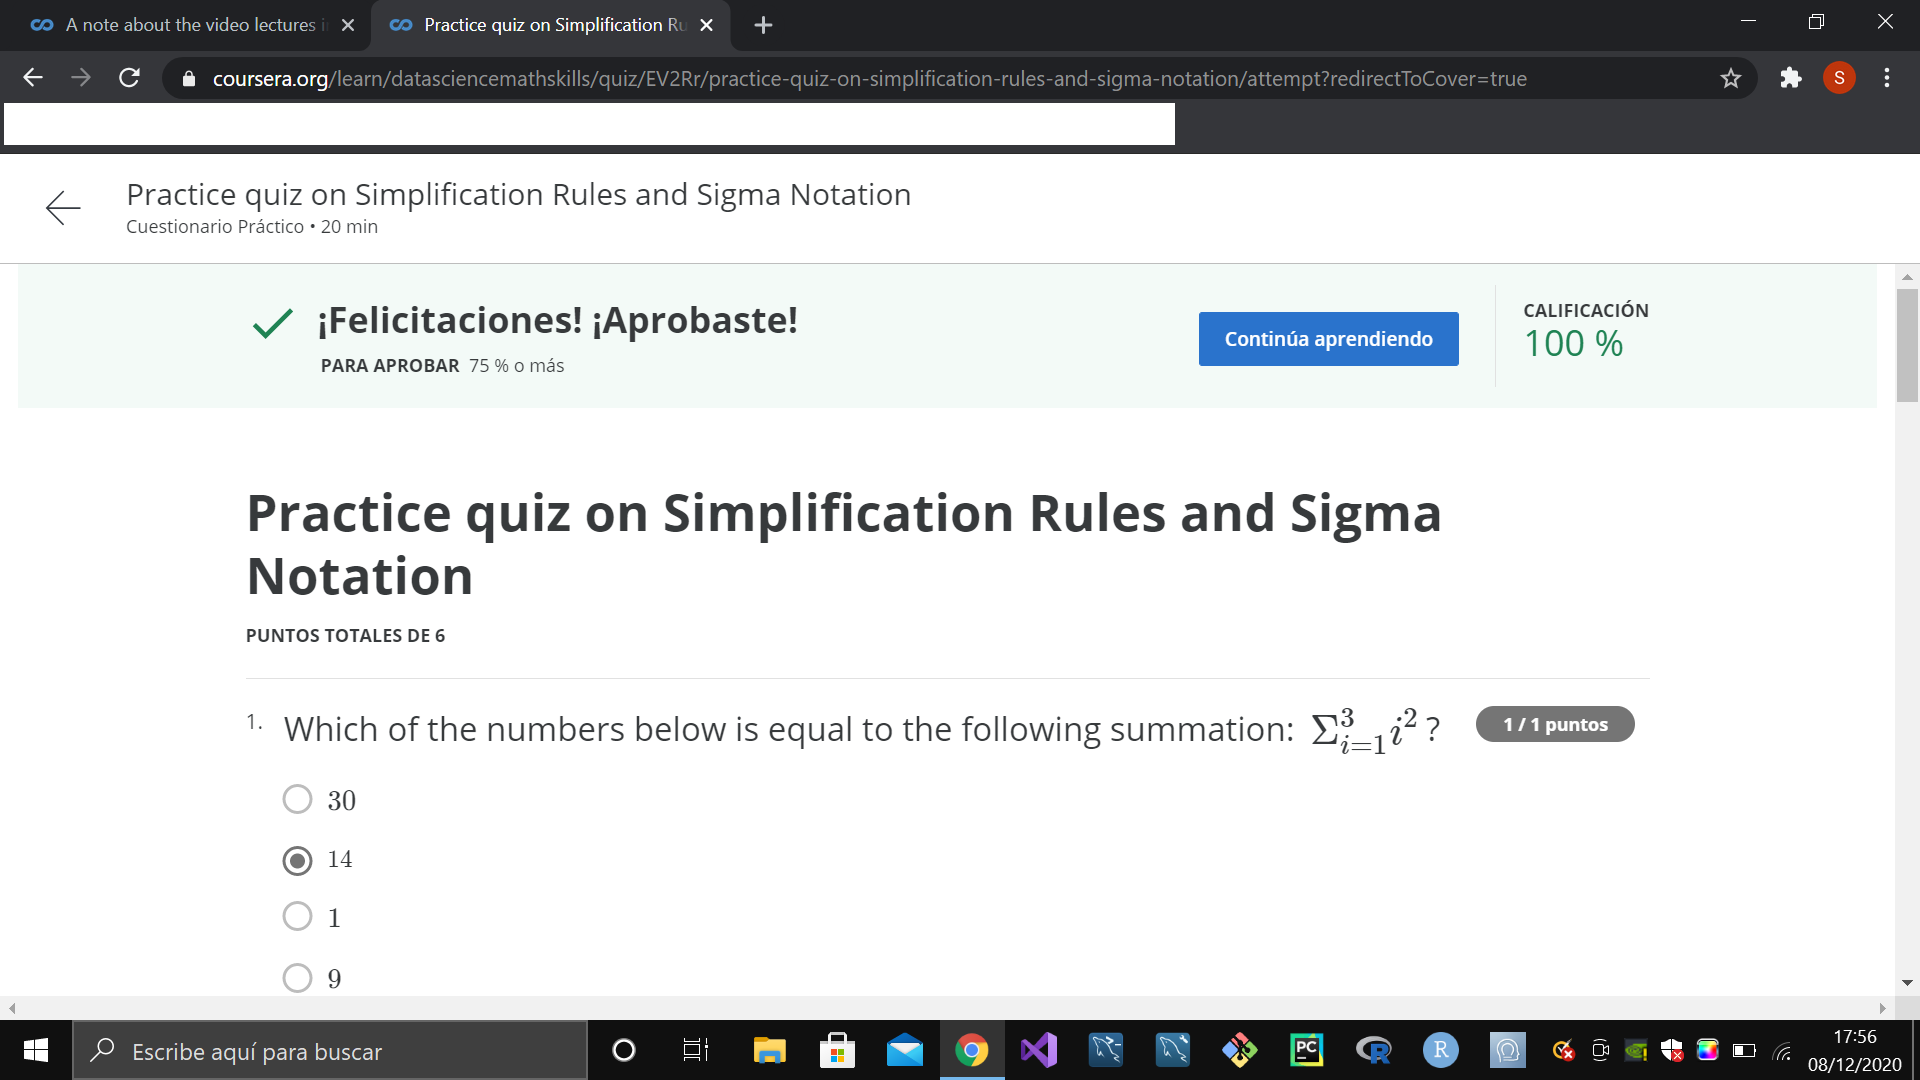 A note about the video lectures i
Practice quiz on Simplification Ru
coursera.org/learn/datasciencemathskills/quiz/EV2Rr/practice-quiz-on-simplification-rules-and-sigma-notation/attempt?redirectToCover=true
S
Practice quiz on Simplification Rules and Sigma Notation
Cuestionario Práctico • 20 min
¡Felicitaciones! ¡Aprobaste!
PARA APROBAR 75 % o más
Continúa aprendiendo
CALIFICACIÓN
100 %
Practice quiz on Simplification Rules and Sigma
Notation
PUNTOS TOTALES DE 6
1. Which of the numbers below is equal to the following summation: Σ³ᵢ₌₁ i² ?
1 / 1 puntos
30
14
1
9
Escribe aquí para buscar
PC
R
R
17:56
08/12/2020